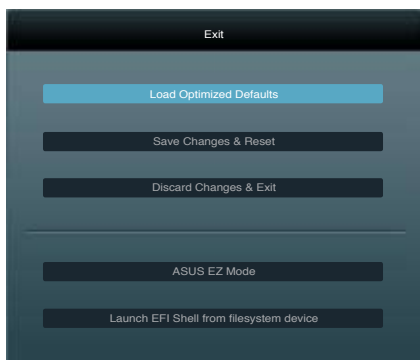 Exit
Load Optimized Defaults
Save Changes & Reset
Discard Changes & Exit
ASUS EZ Mode
Launch EFI Shell from filesystem device